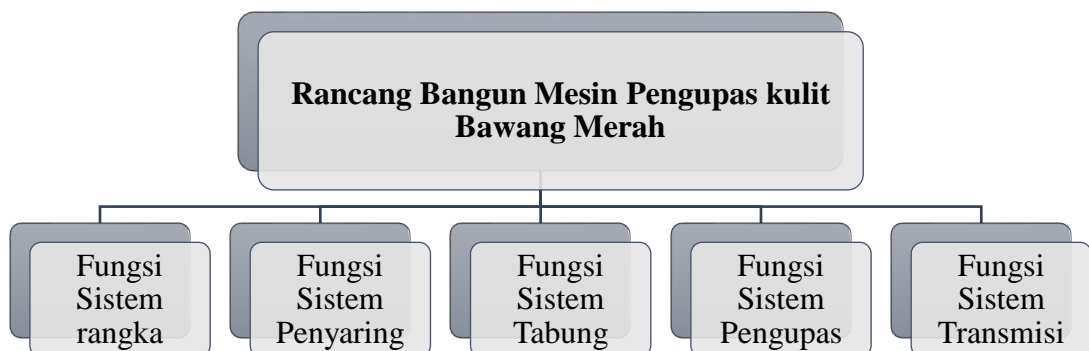 Rancang Bangun Mesin Pengupas kulit
Bawang Merah
Fungsi
Sistem
rangka
Fungsi
Sistem
Penyaring
Fungsi
Sistem
Tabung
Fungsi
Sistem
Pengupas
Fungsi
Sistem
Transmisi